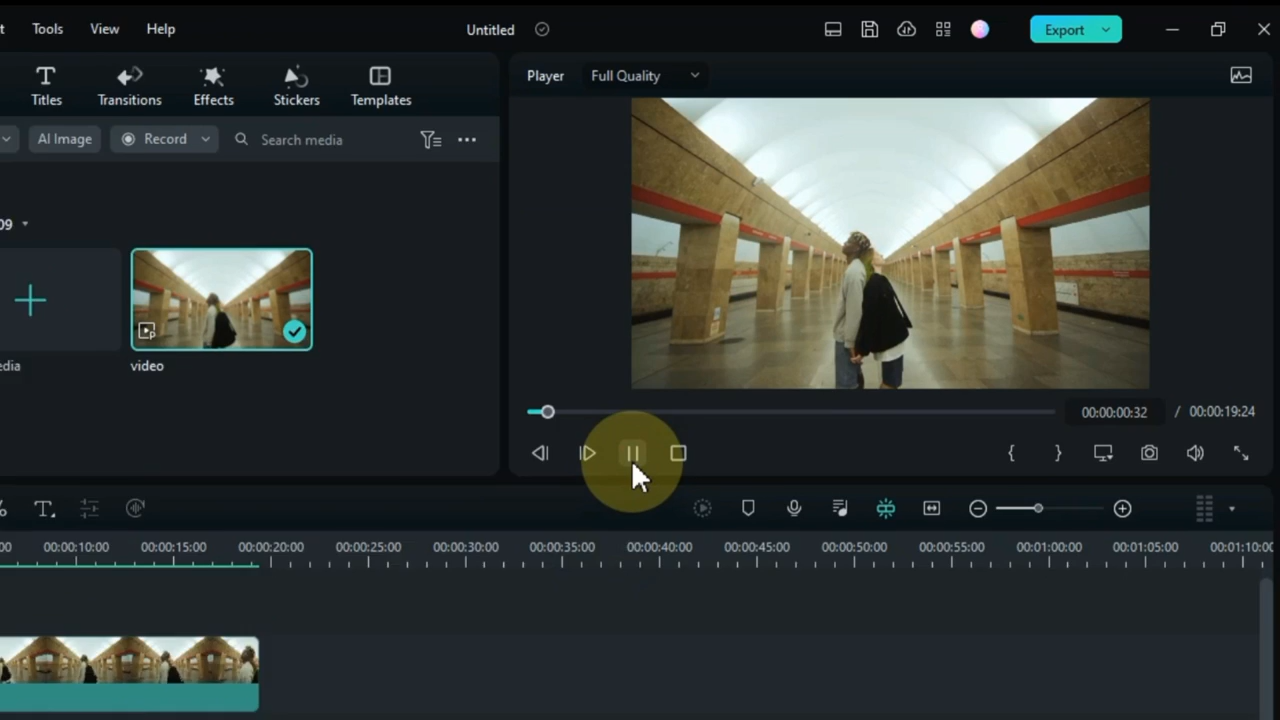 t Tools View Help Untitled Export
Titles Transitions Effects Stickers Templates
Player Full Quality
AI Image Record Search media
09
edia video
00:00:00:32 / 00:00:19:24
00 00:00:10:00 00:00:15:00 00:00:20:00 00:00:25:00 00:00:30:00 00:00:35:00 00:00:40:00 00:00:45:00 00:00:50:00 00:00:55:00 00:01:00:00 00:01:05:00 00:01:10:00